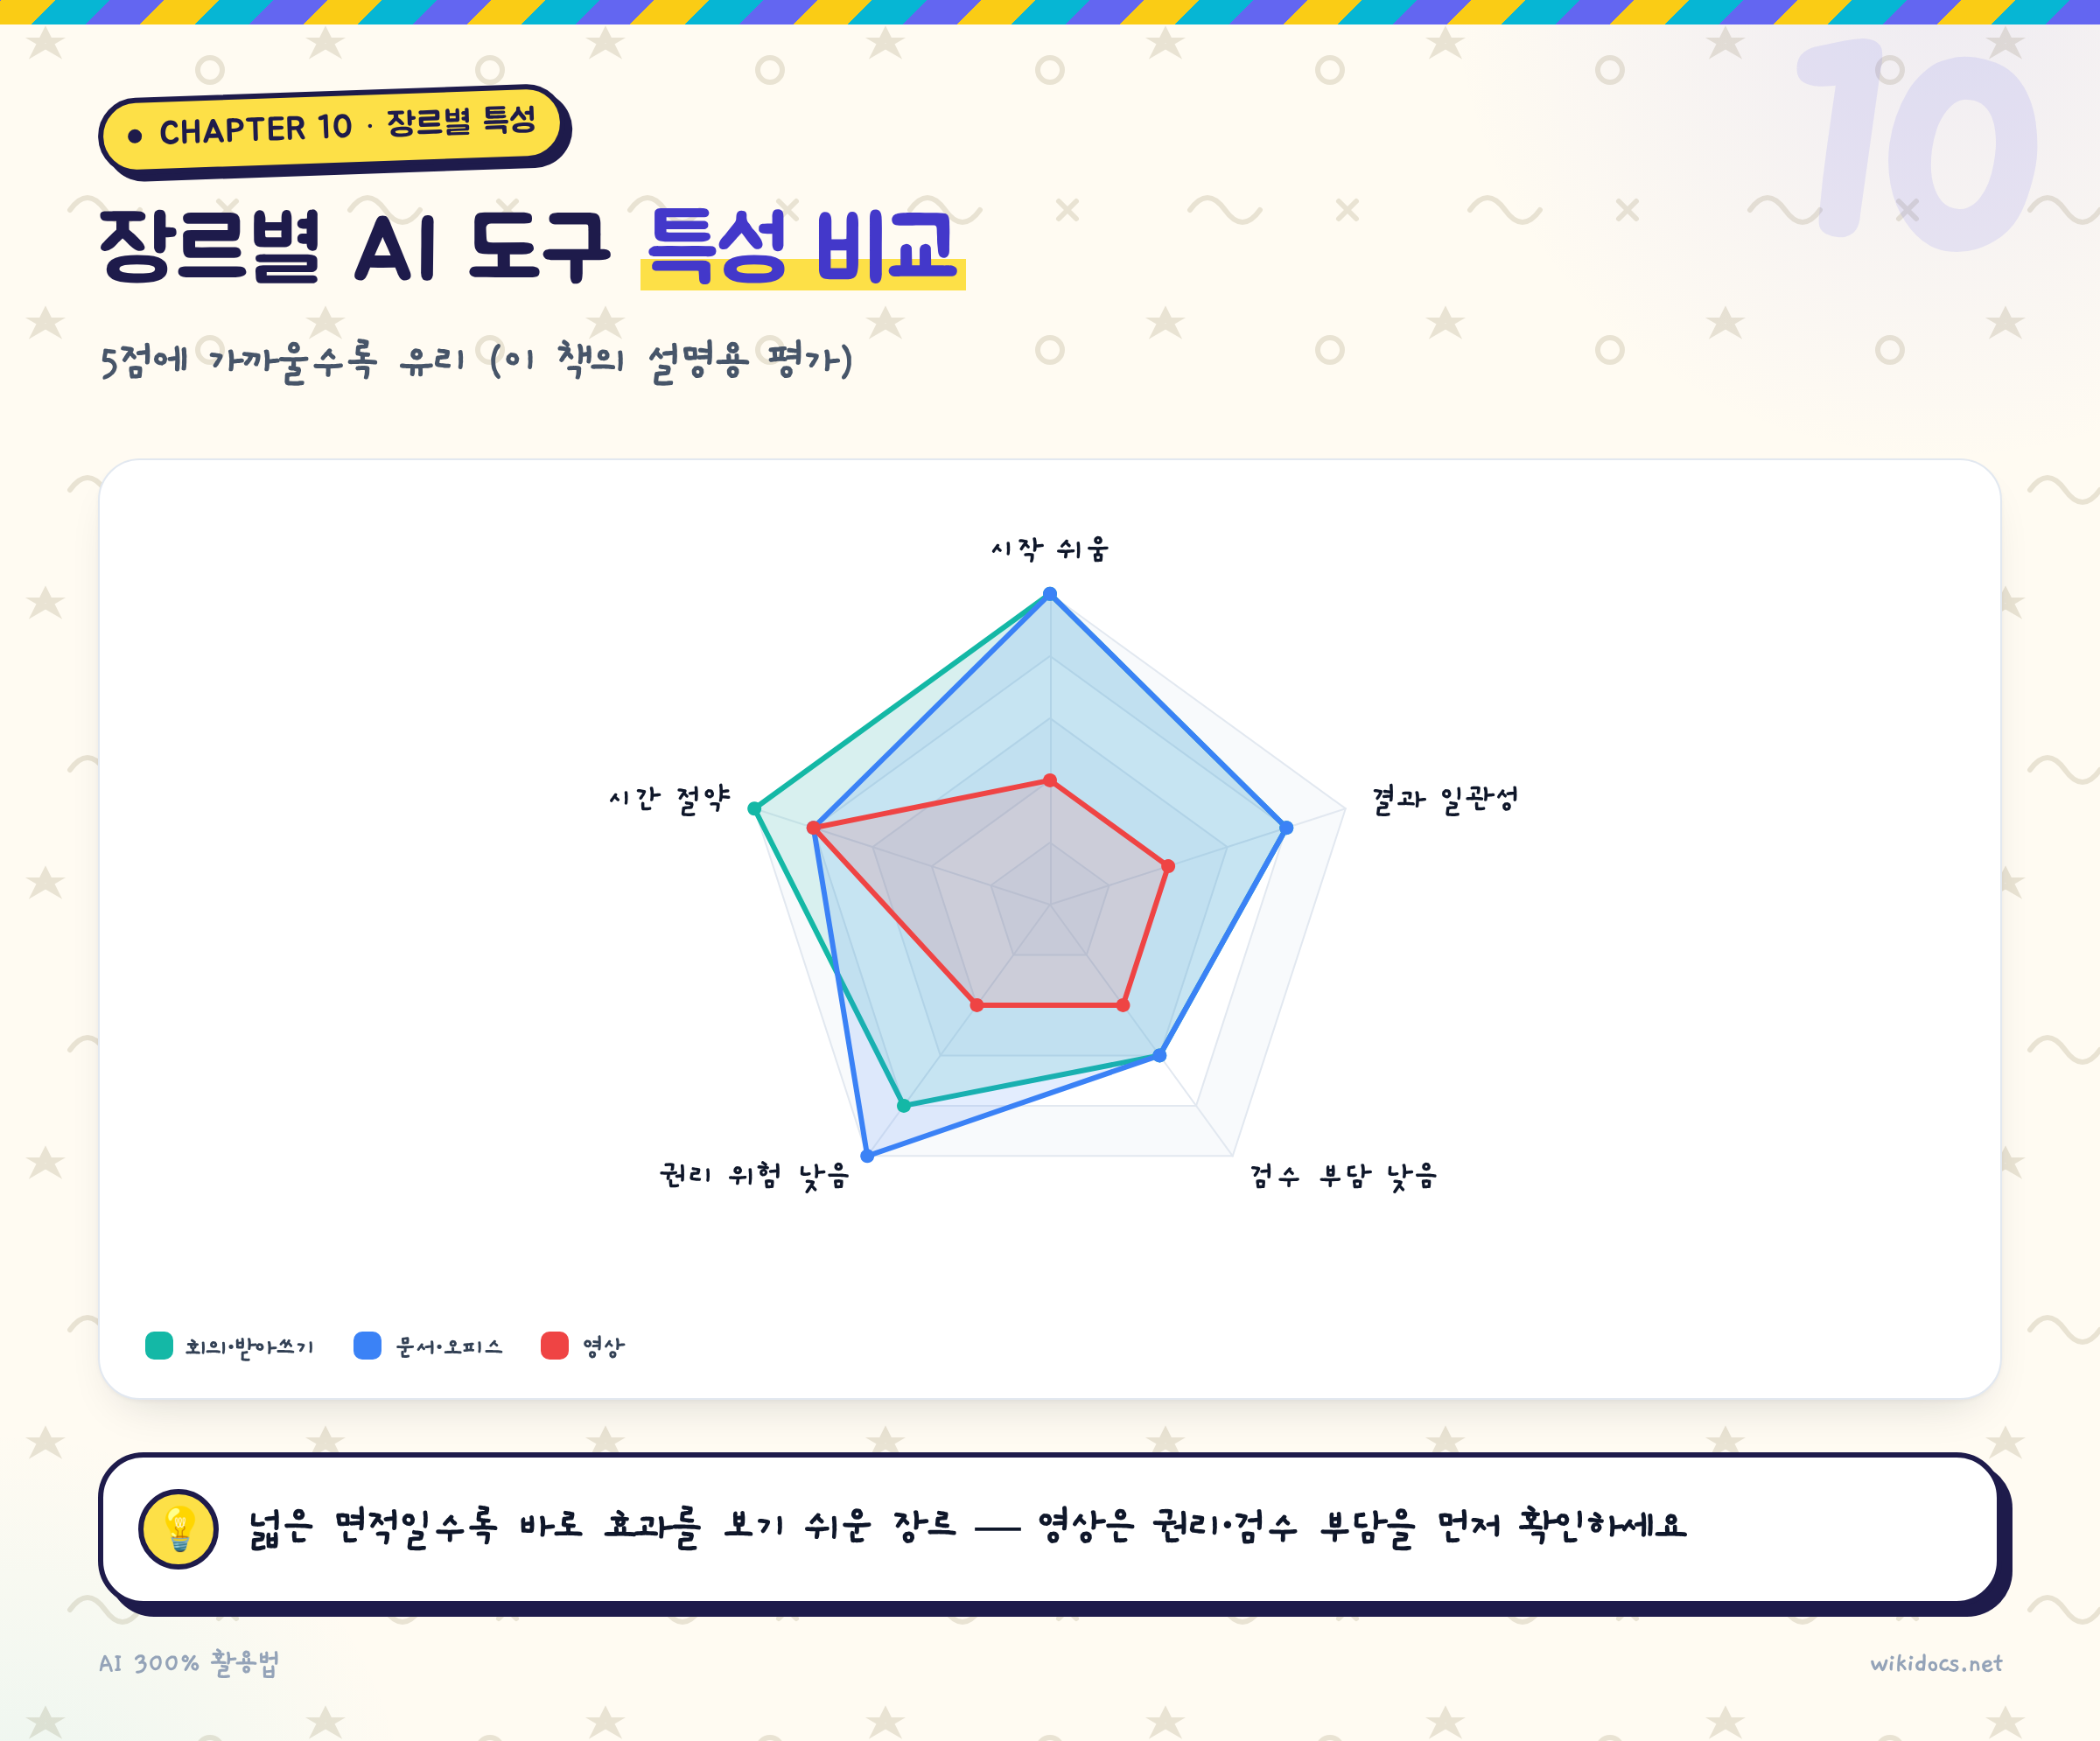 10
• CHAPTER 10 · 장르별 특성
장르별 AI 도구 특성 비교
5점에 가까울수록 유리 (이 책의 설명용 평가)
시작 쉬움
시간 절약
결과 일관성
권리 위험 낮음
검수 부담 낮음
회의·받아쓰기
문서·오피스
영상
넓은 면적일수록 바로 효과를 보기 쉬운 장르 — 영상은 권리·검수 부담을 먼저 확인하세요
AI 300% 활용법
wikidocs.net